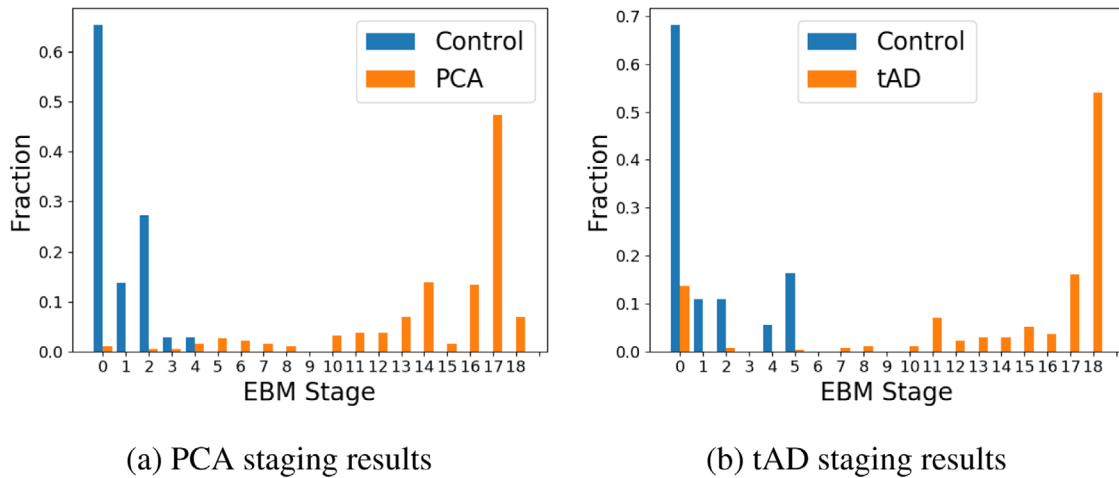 0.6
0.5
0.4
0.3
0.2
0.1
0.0
Fraction
Control
PCA
0 1 2 3 4 5 6 7 8 9 10 11 12 13 14 15 16 17 18
EBM Stage
(a) PCA staging results
0.7
0.6
0.5
0.4
0.3
0.2
0.1
0.0
Fraction
Control
tAD
0 1 2 3 4 5 6 7 8 9 10 11 12 13 14 15 16 17 18
EBM Stage
(b) tAD staging results